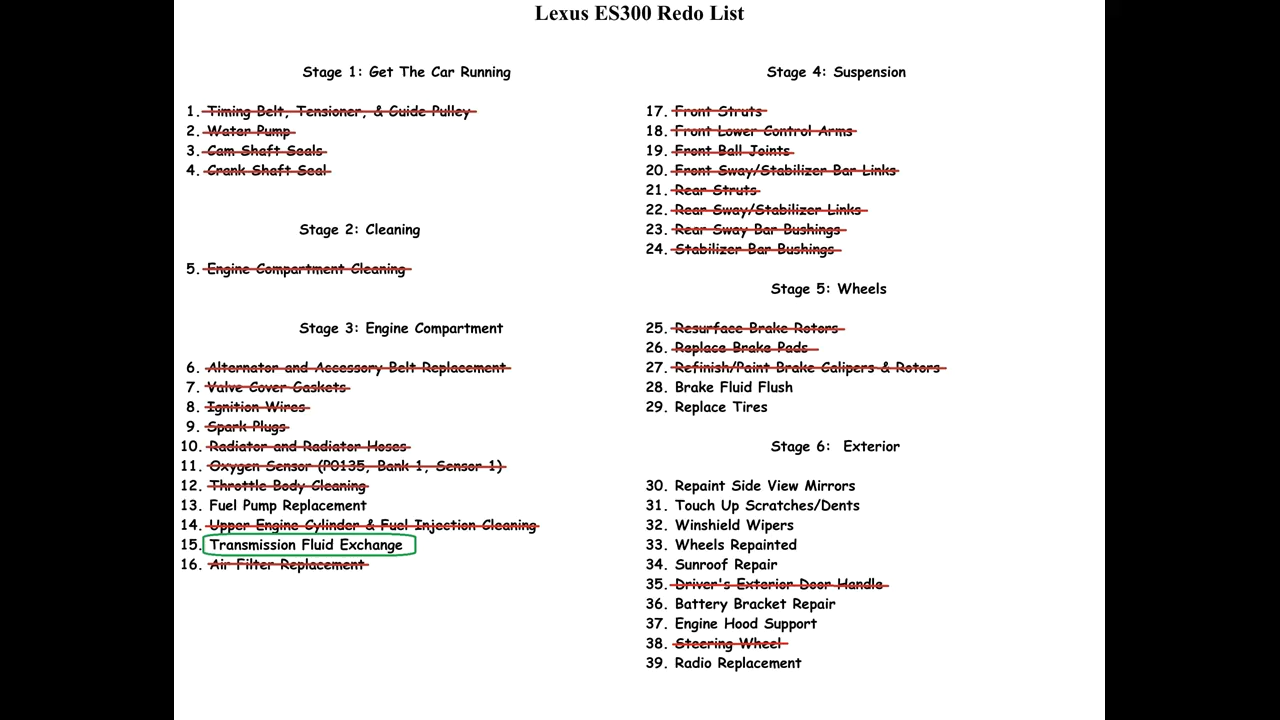 Lexus ES300 Redo List
Stage 1: Get The Car Running
1. Timing Belt, Tensioner, & Guide Pulley
2. Water Pump
3. Cam Shaft Seals
4. Crank Shaft Seal
Stage 2: Cleaning
5. Engine Compartment Cleaning
Stage 3: Engine Compartment
6. Alternator and Accessory Belt Replacement
7. Valve Cover Gaskets
8. Ignition Wires
9. Spark Plugs
10. Radiator and Radiator Hoses
11. Oxygen Sensor (P0135, Bank 1, Sensor 1)
12. Throttle Body Cleaning
13. Fuel Pump Replacement
14. Upper Engine Cylinder & Fuel Injection Cleaning
15. Transmission Fluid Exchange
16. Air Filter Replacement
Stage 4: Suspension
17. Front Struts
18. Front Lower Control Arms
19. Front Ball Joints
20. Front Sway/Stabilizer Bar Links
21. Rear Struts
22. Rear Sway/Stabilizer Links
23. Rear Sway Bar Bushings
24. Stabilizer Bar Bushings
Stage 5: Wheels
25. Resurface Brake Rotors
26. Replace Brake Pads
27. Refinish/Paint Brake Calipers & Rotors
28. Brake Fluid Flush
29. Replace Tires
Stage 6: Exterior
30. Repaint Side View Mirrors
31. Touch Up Scratches/Dents
32. Winshield Wipers
33. Wheels Repainted
34. Sunroof Repair
35. Driver's Exterior Door Handle
36. Battery Bracket Repair
37. Engine Hood Support
38. Steering Wheel
39. Radio Replacement